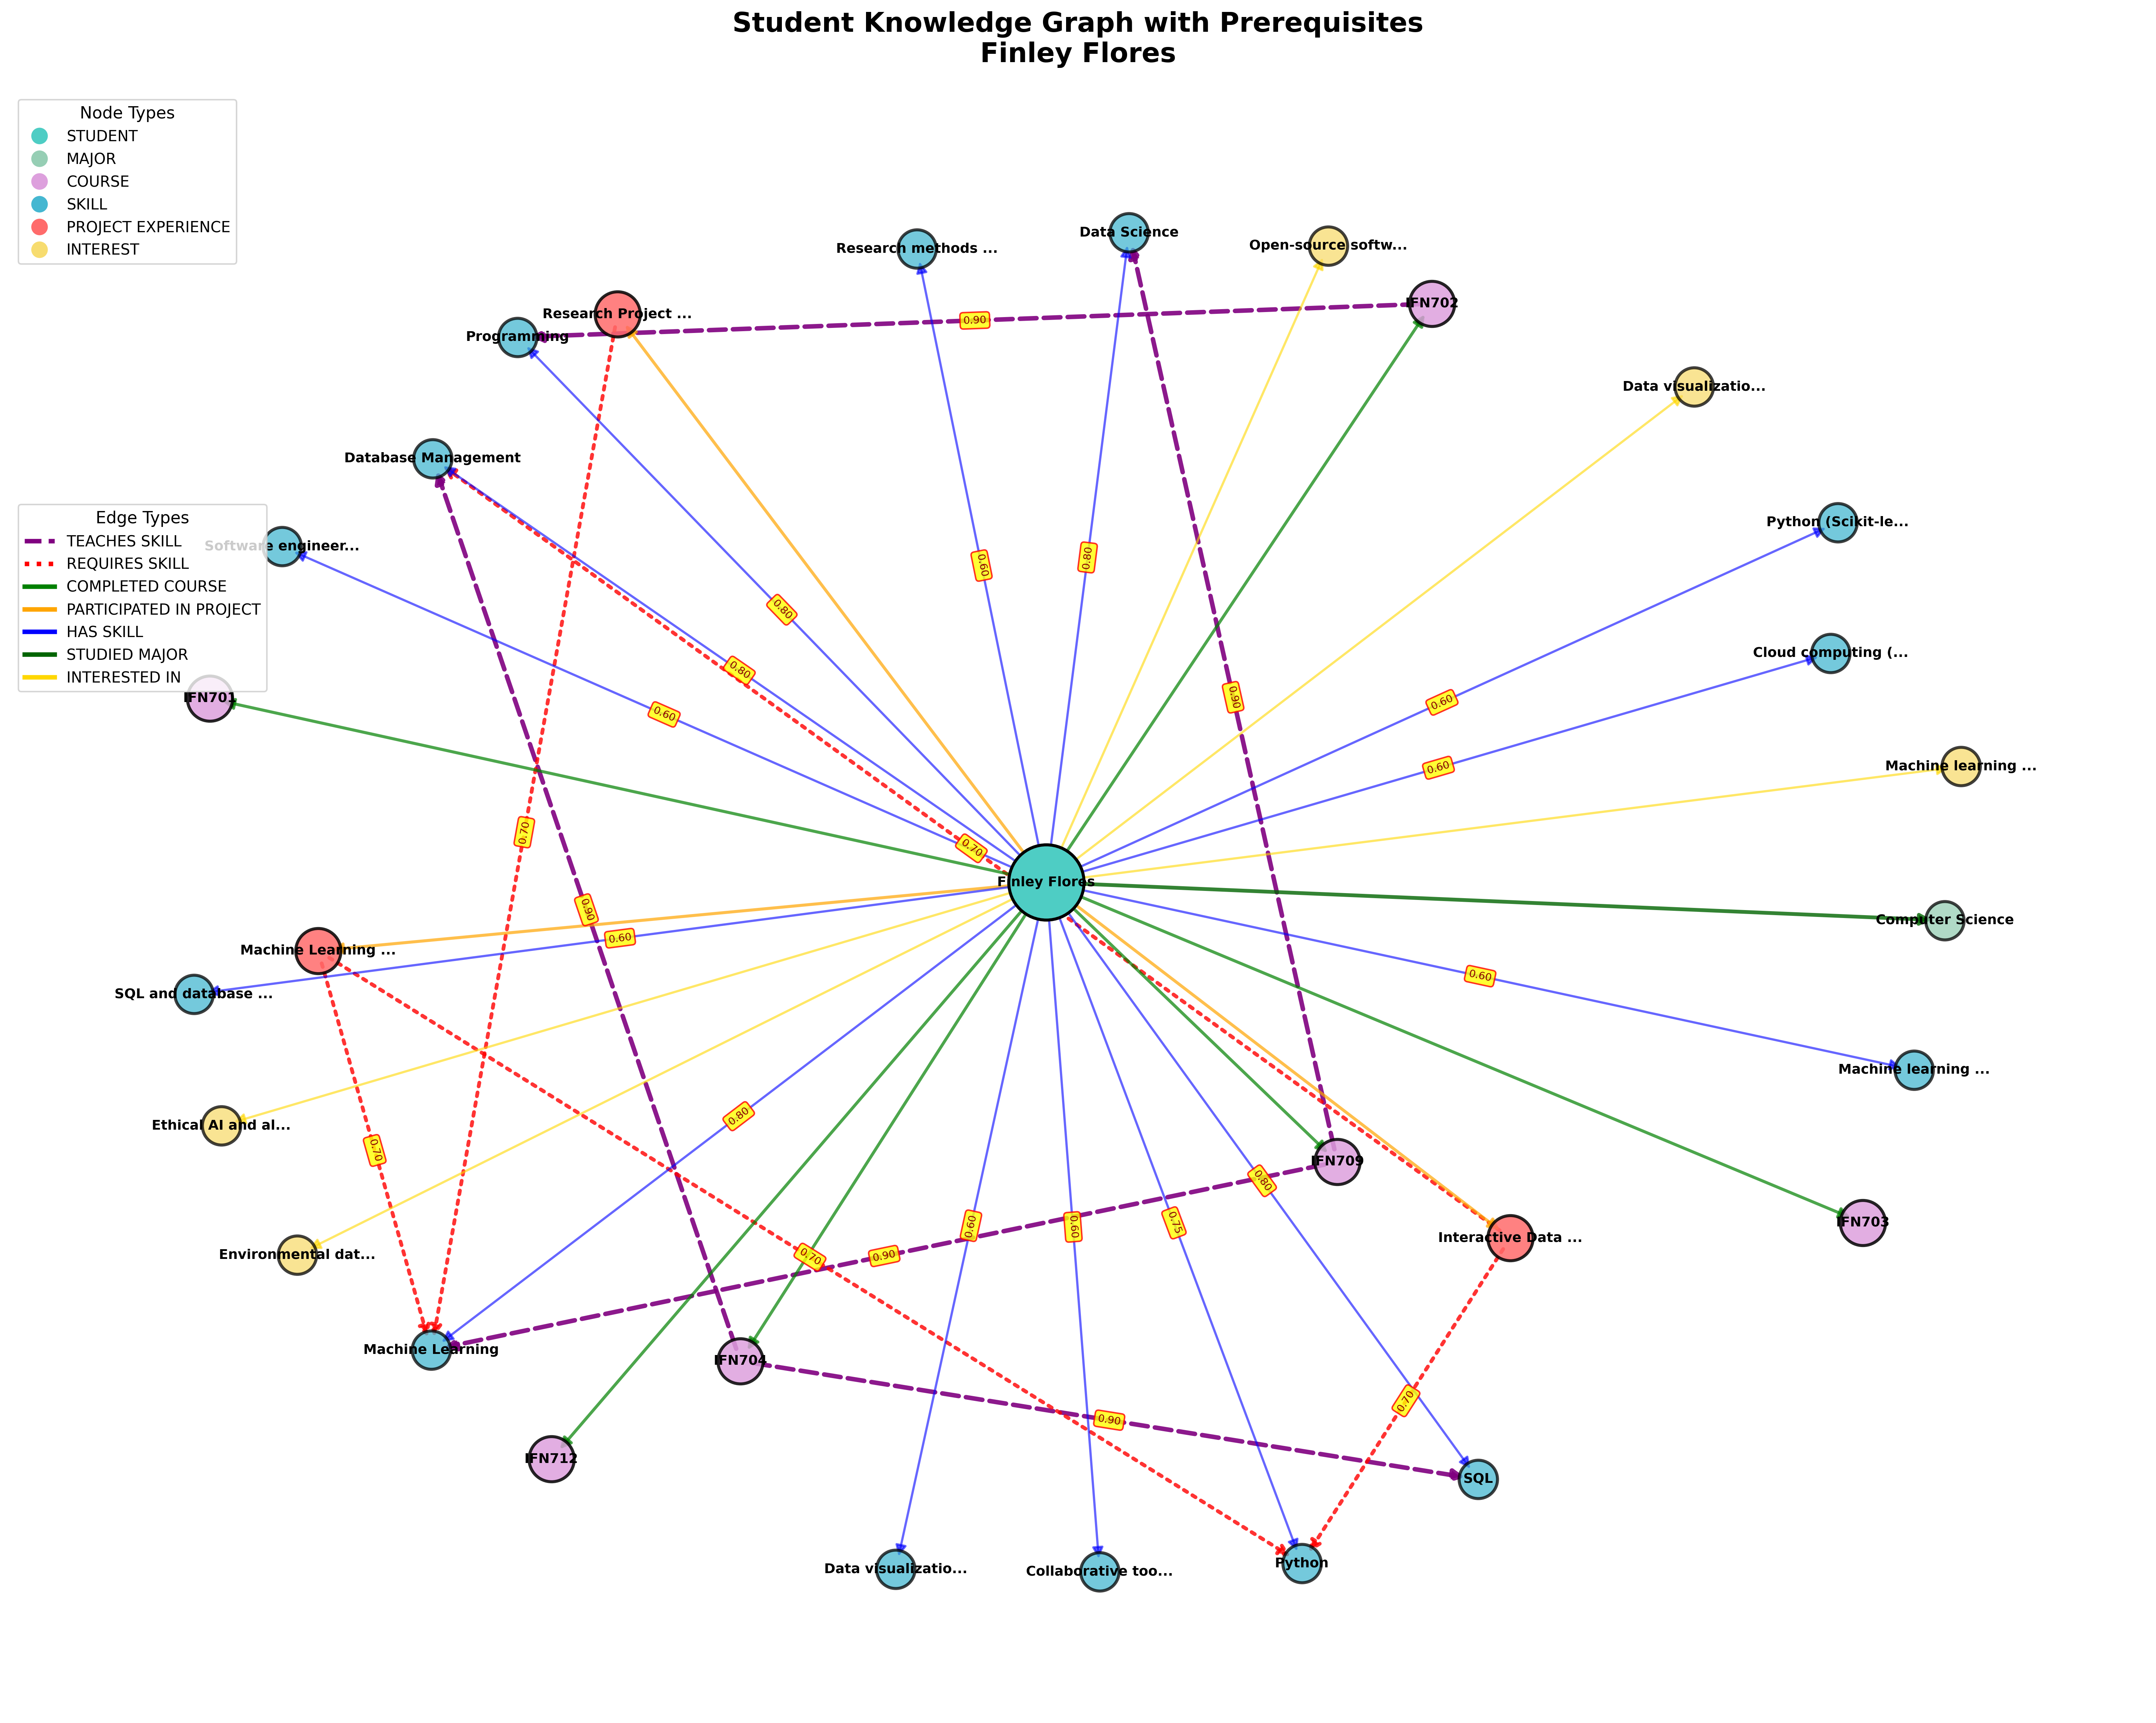 Student Knowledge Graph with Prerequisites
Finley Flores
Node Types
STUDENT
MAJOR
COURSE
SKILL
PROJECT EXPERIENCE
INTEREST
Data Science
Research methods ...
Open-source softw...
IFN702
Research Project ...
0.90
Programming
Data visualizatio...
Database Management
Edge Types
TEACHES SKILL
REQUIRES SKILL
COMPLETED COURSE
PARTICIPATED IN PROJECT
HAS SKILL
STUDIED MAJOR
INTERESTED IN
Python (Scikit-le...
Software engineer...
0.80
0.60
0.80
Cloud computing (...
0.80
IFN701
0.90
0.60
0.60
0.60
Machine learning ...
0.70
0.70
Finley Flores
0.90
Computer Science
0.60
Machine Learning ...
0.60
SQL and database ...
Machine learning ...
0.80
Ethical AI and al...
0.70
IFN709
0.80
0.75
IFN703
0.60
0.60
Interactive Data ...
Environmental dat...
0.70
0.90
Machine Learning
IFN704
0.70
0.90
IFN712
SQL
Python
Data visualizatio...
Collaborative too...